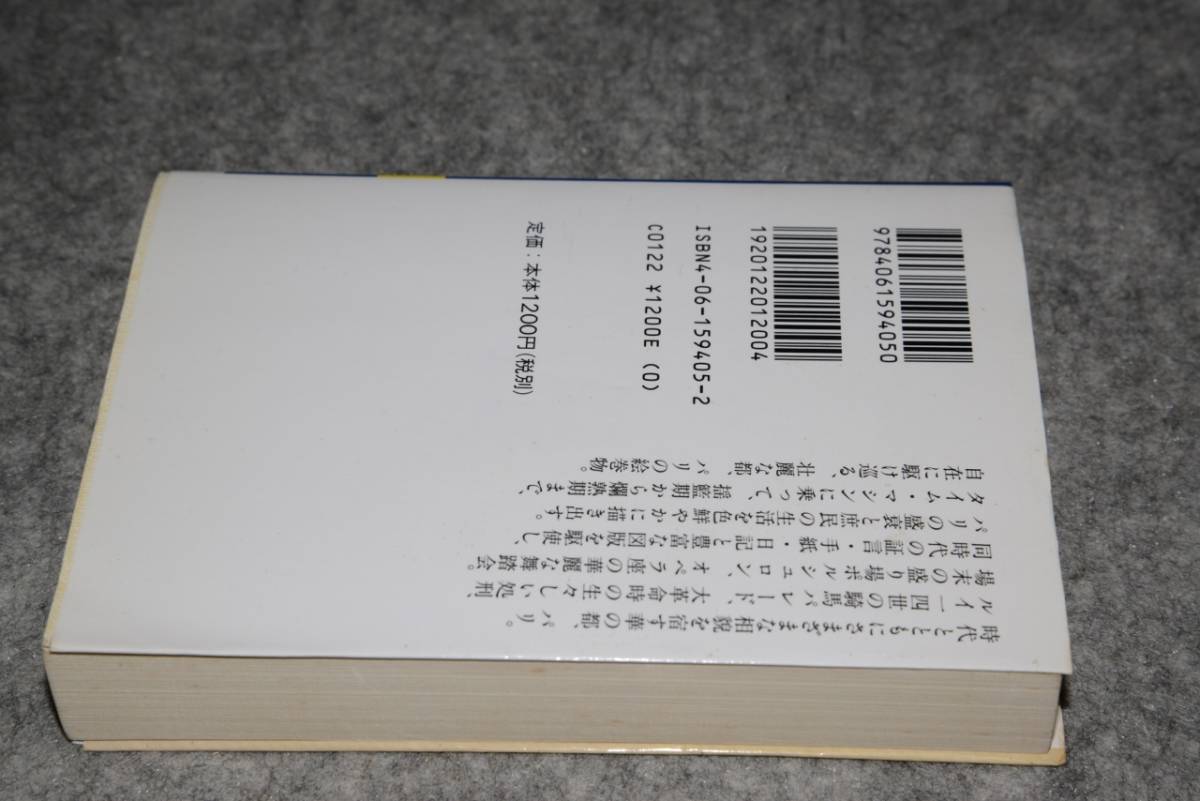 9784061594050
1920122012004
ISBN4-06-159405-2
C0122 ¥1200E (0)
定価：本体1200円(税別)
時代とともにさまざまな相貌を宿す華の都、パリ。
ルイ一四世の騎馬パレード、大革命時の生々しい処刑、
場末の盛り場ポルシュロン、オペラ座の華麗な舞踏会。
同時代の証言・手紙・日記と豊富な図版を駆使し、
パリの盛衰と庶民の生活を色鮮やかに描き出す。
タイム・マシンに乗って、揺籃期から爛熟期まで、
自在に駆け巡る、壮麗な都、パリの絵巻物。